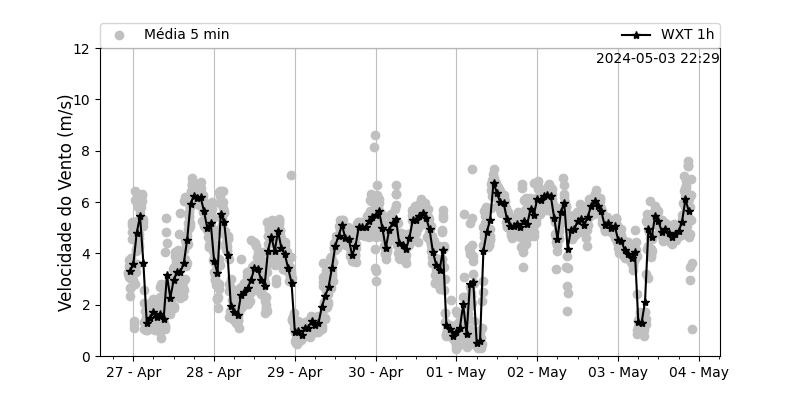 Média 5 min
WXT 1h
2024-05-03 22:29
Velocidade do Vento (m/s)
12
10
8
6
4
2
0
27 - Apr
28 - Apr
29 - Apr
30 - Apr
01 - May
02 - May
03 - May
04 - May